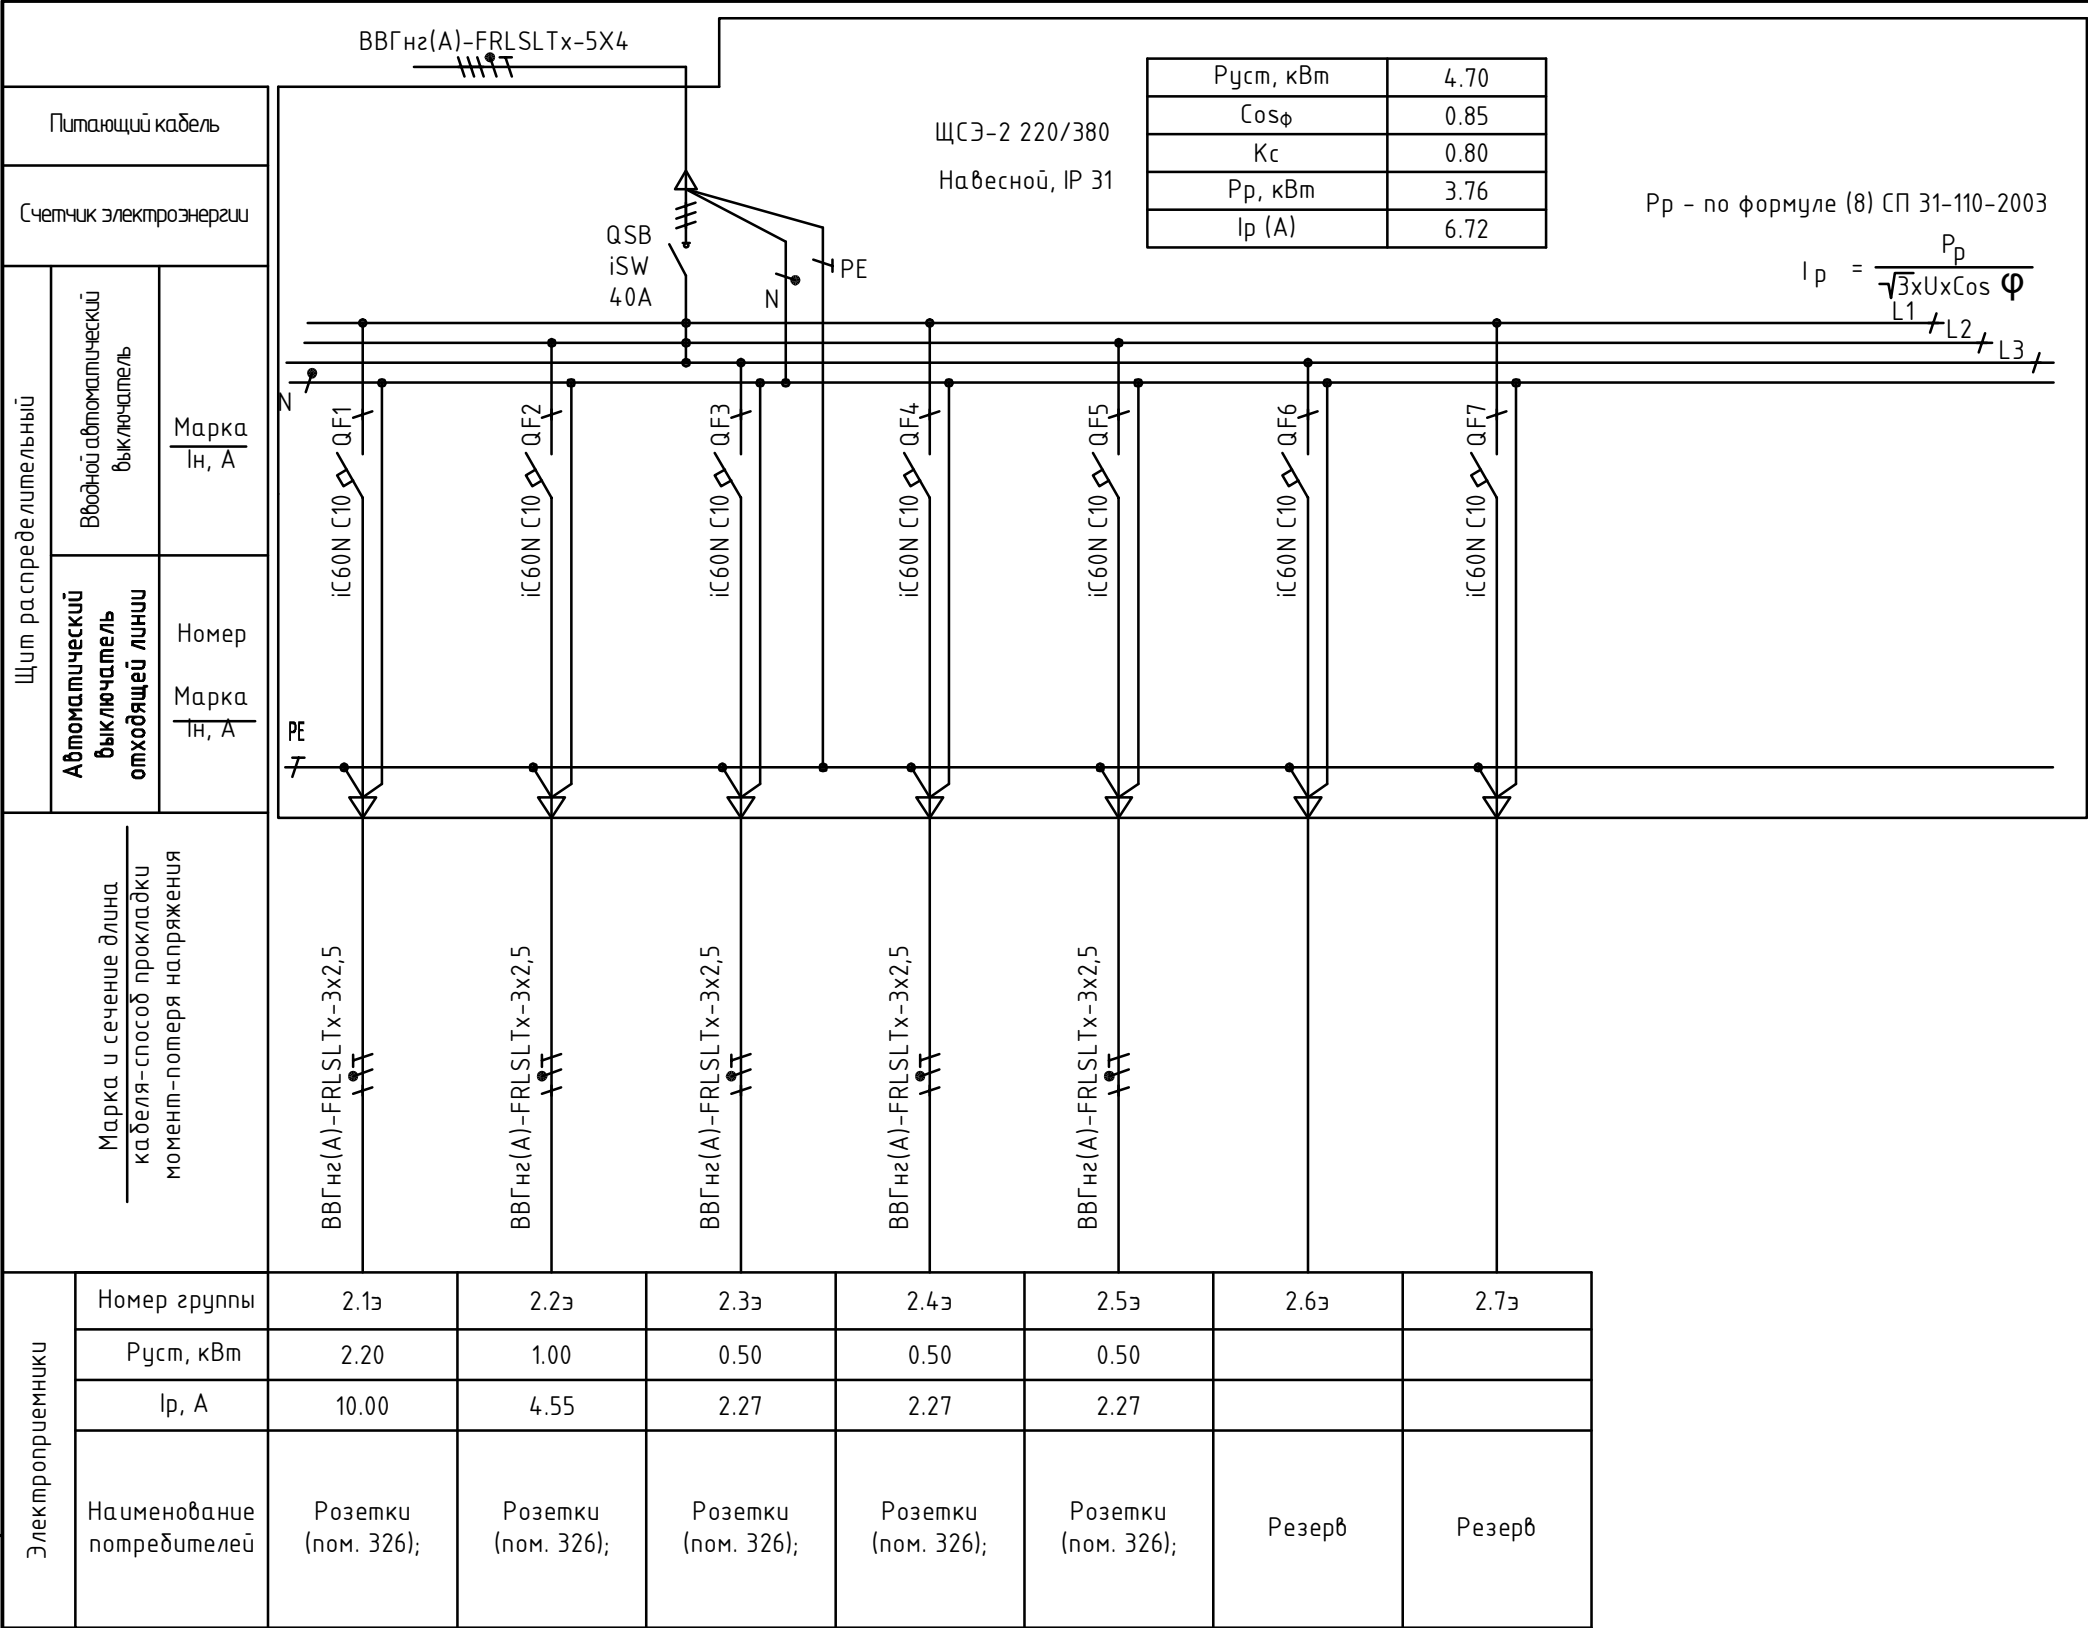 ВВГнг(А)-FRLSLTx-5X4
Питающий кабель
Счетчик электроэнергии
Щит распределительный
Вводной автоматический
выключатель
Марка
Iн, А
Автоматический
выключатель
отходящей линии
Номер
Марка
Iн, А
Марка и сечение длина
кабеля-способ прокладки
момент-потеря напряжения
ЩСЭ-2 220/380
Навесной, IP 31
Руст, кВт 4.70
Cosφ 0.85
Кс 0.80
Рр, кВт 3.76
Iр (А) 6.72
Рр - по формуле (8) СП 31-110-2003
I р = Рр
√3xUxCos φ
QSB
iSW
40A
N
PE
L1
L2
L3
N
QF1
QF2
QF3
QF4
QF5
QF6
QF7
iC60N C10
iC60N C10
iC60N C10
iC60N C10
iC60N C10
iC60N C10
iC60N C10
PE
ВВГнг(А)-FRLSLTx-3x2,5
ВВГнг(А)-FRLSLTx-3x2,5
ВВГнг(А)-FRLSLTx-3x2,5
ВВГнг(А)-FRLSLTx-3x2,5
ВВГнг(А)-FRLSLTx-3x2,5
Электроприемники
Номер группы 2.1э 2.2э 2.3э 2.4э 2.5э 2.6э 2.7э
Руст, кВт 2.20 1.00 0.50 0.50 0.50
Iр, А 10.00 4.55 2.27 2.27 2.27
Наименование
потребителей
Розетки
(пом. 326);
Розетки
(пом. 326);
Розетки
(пом. 326);
Розетки
(пом. 326);
Розетки
(пом. 326);
Резерв
Резерв